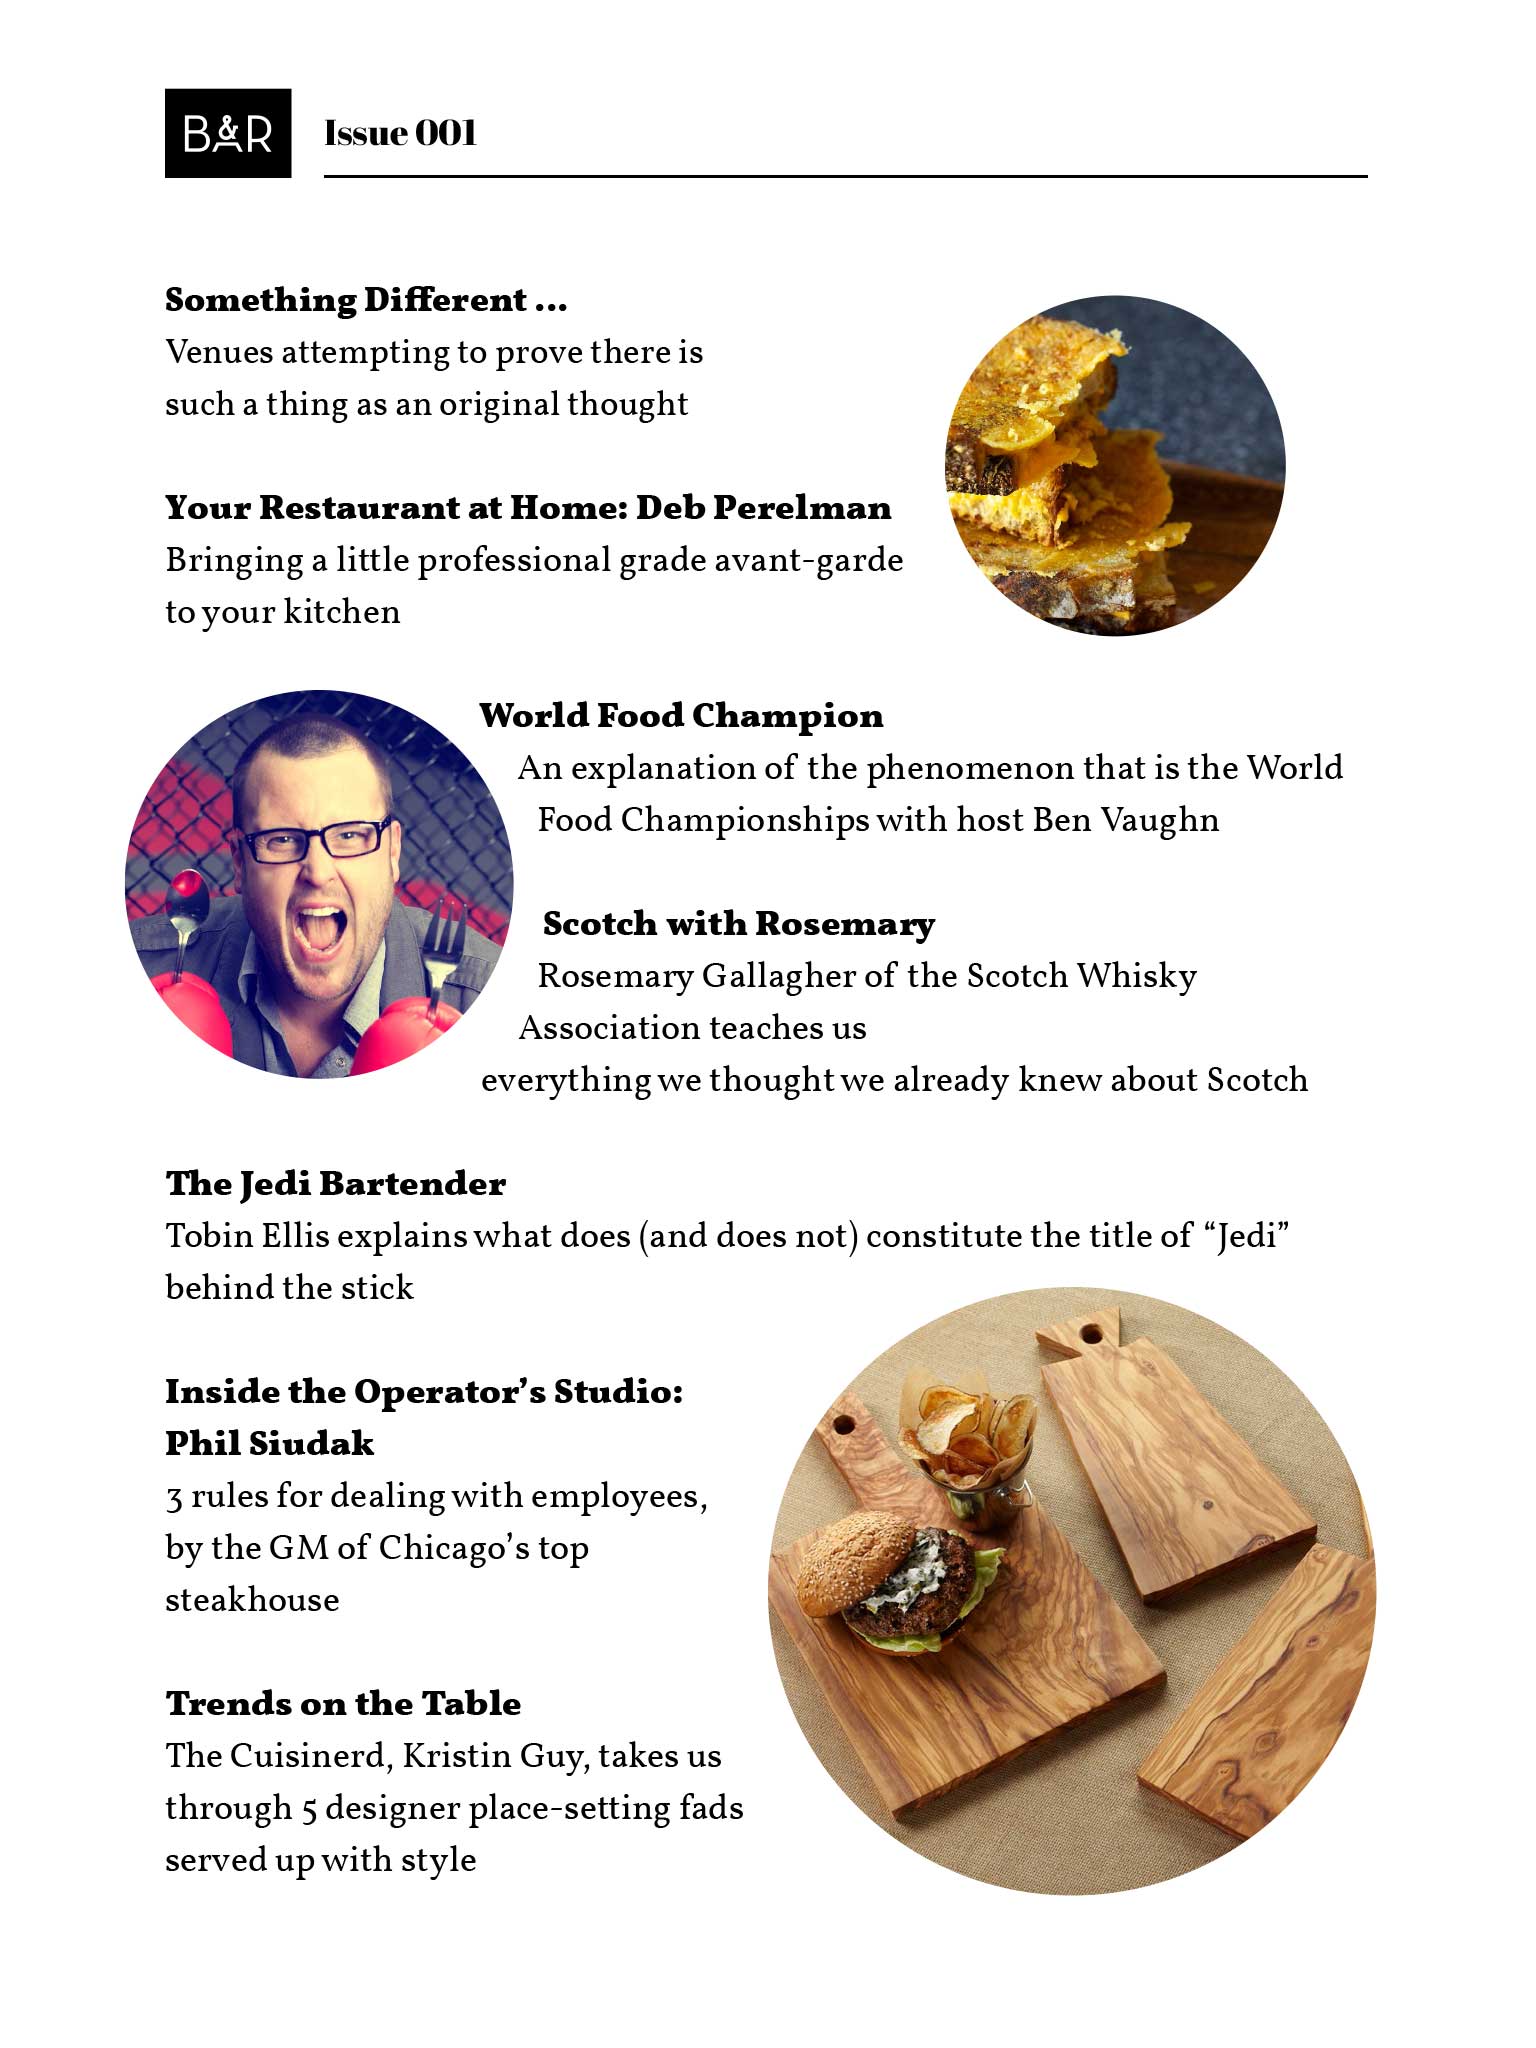 B&R
Issue 001
Something Different ...
Venues attempting to prove there is
such a thing as an original thought
Your Restaurant at Home: Deb Perelman
Bringing a little professional grade avant-garde
to your kitchen
World Food Champion
An explanation of the phenomenon that is the World
Food Championships with host Ben Vaughn
Scotch with Rosemary
Rosemary Gallagher of the Scotch Whisky
Association teaches us
everything we thought we already knew about Scotch
The Jedi Bartender
Tobin Ellis explains what does (and does not) constitute the title of “Jedi”
behind the stick
Inside the Operator’s Studio:
Phil Siudak
3 rules for dealing with employees,
by the GM of Chicago’s top
steakhouse
Trends on the Table
The Cuisinerd, Kristin Guy, takes us
through 5 designer place-setting fads
served up with style